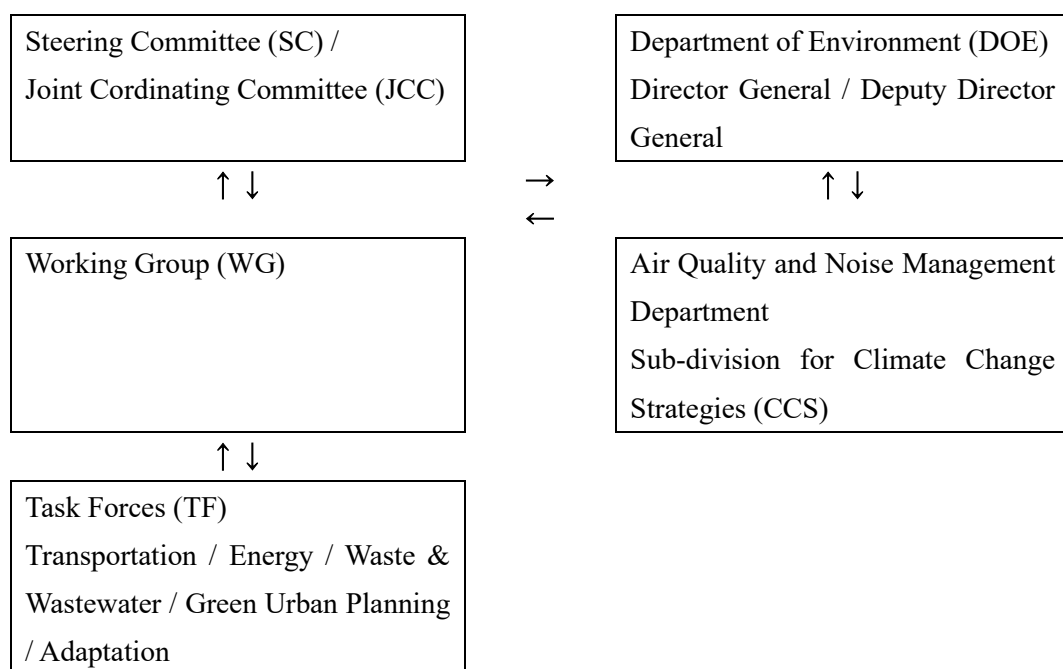 Steering Committee (SC) /
Joint Cordinating Committee (JCC)
Department of Environment (DOE)
Director General / Deputy Director
General
↑ ↓
→
←
↑ ↓
Working Group (WG)
Air Quality and Noise Management
Department
Sub-division for Climate Change
Strategies (CCS)
↑ ↓
Task Forces (TF)
Transportation / Energy / Waste &
Wastewater / Green Urban Planning
/ Adaptation